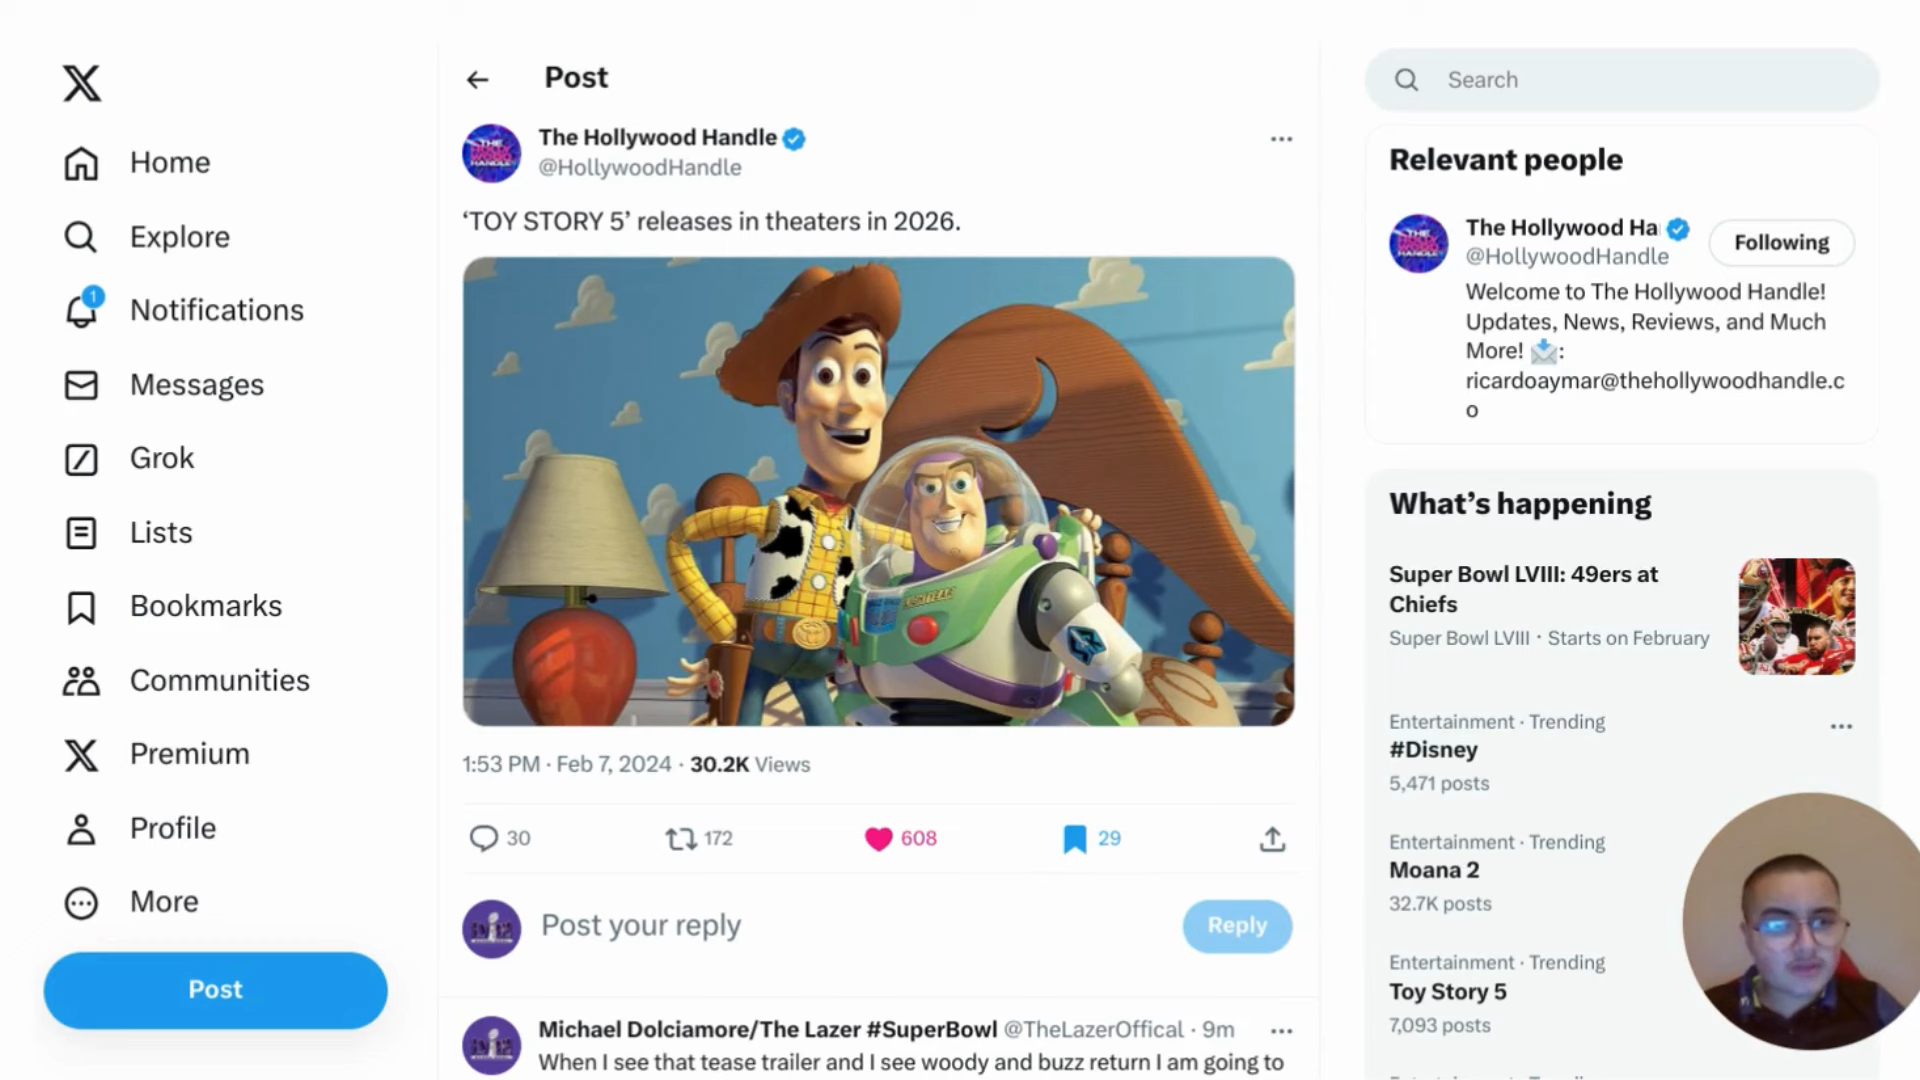 Home
Explore
1
Notifications
Messages
Grok
Lists
Bookmarks
Communities
Premium
Profile
More
Post
Post
The Hollywood Handle
@HollywoodHandle
‘TOY STORY 5’ releases in theaters in 2026.
1:53 PM · Feb 7, 2024 · 30.2K Views
30
172
608
29
Post your reply
Reply
Michael Dolciamore/The Lazer #SuperBowl @TheLazerOffical · 9m
When I see that tease trailer and I see woody and buzz return I am going to
Search
Relevant people
The Hollywood Ha
@HollywoodHandle
Following
Welcome to The Hollywood Handle!
Updates, News, Reviews, and Much
More! 📩:
ricardoaymar@thehollywoodhandle.c
o
What’s happening
Super Bowl LVIII: 49ers at
Chiefs
Super Bowl LVIII · Starts on February
Entertainment · Trending
#Disney
5,471 posts
Entertainment · Trending
Moana 2
32.7K posts
Entertainment · Trending
Toy Story 5
7,093 posts